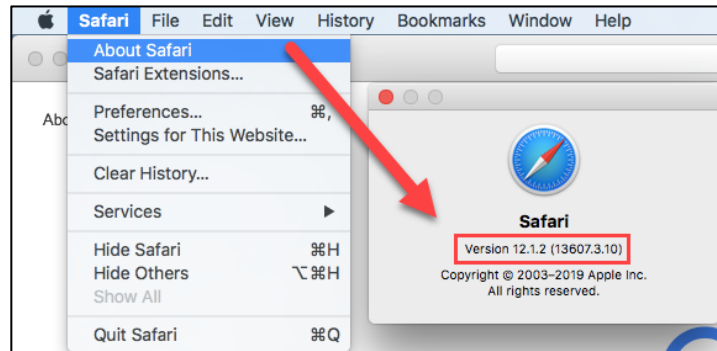 Safari File Edit View History Bookmarks Window Help
About Safari
Safari Extensions...
Preferences... ⌘,
Settings for This Website...
Clear History...
Services ▶
Hide Safari ⌘H
Hide Others ⌥⌘H
Show All
Quit Safari ⌘Q
Safari
Version 12.1.2 (13607.3.10)
Copyright © 2003–2019 Apple Inc.
All rights reserved.